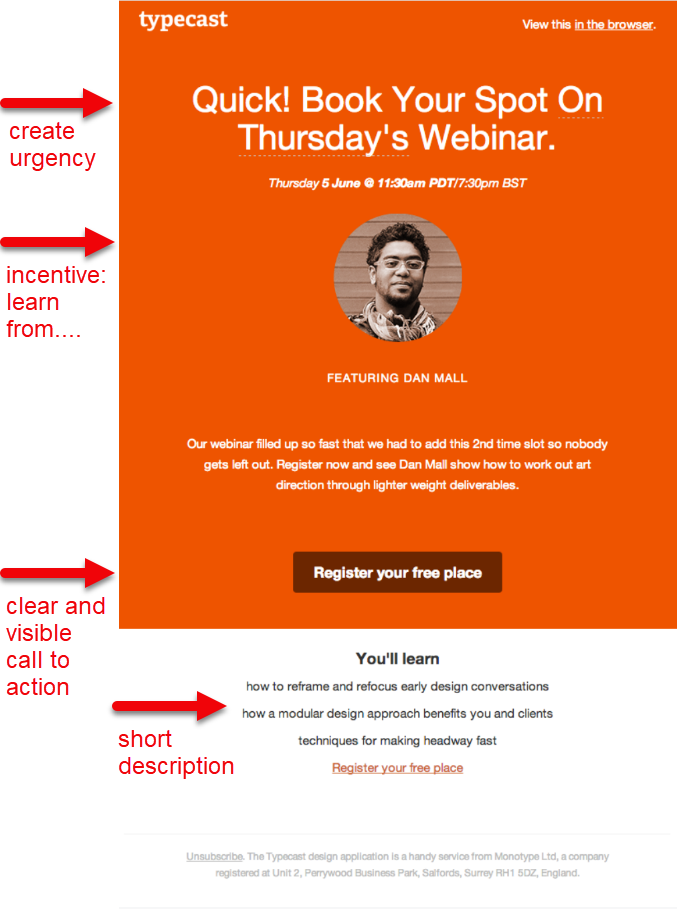 typecast
View this in the browser.
Quick! Book Your Spot On
Thursday's Webinar.
create
urgency
Thursday 5 June @ 11:30am PDT/7:30pm BST
incentive:
learn
from....
FEATURING DAN MALL
Our webinar filled up so fast that we had to add this 2nd time slot so nobody
gets left out. Register now and see Dan Mall show how to work out art
direction through lighter weight deliverables.
Register your free place
clear and
visible
call to
action
You'll learn
how to reframe and refocus early design conversations
how a modular design approach benefits you and clients
short
description
techniques for making headway fast
Register your free place
Unsubscribe. The Typecast design application is a handy service from Monotype Ltd, a company
registered at Unit 2, Perrywood Business Park, Salfords, Surrey RH1 5DZ, England.